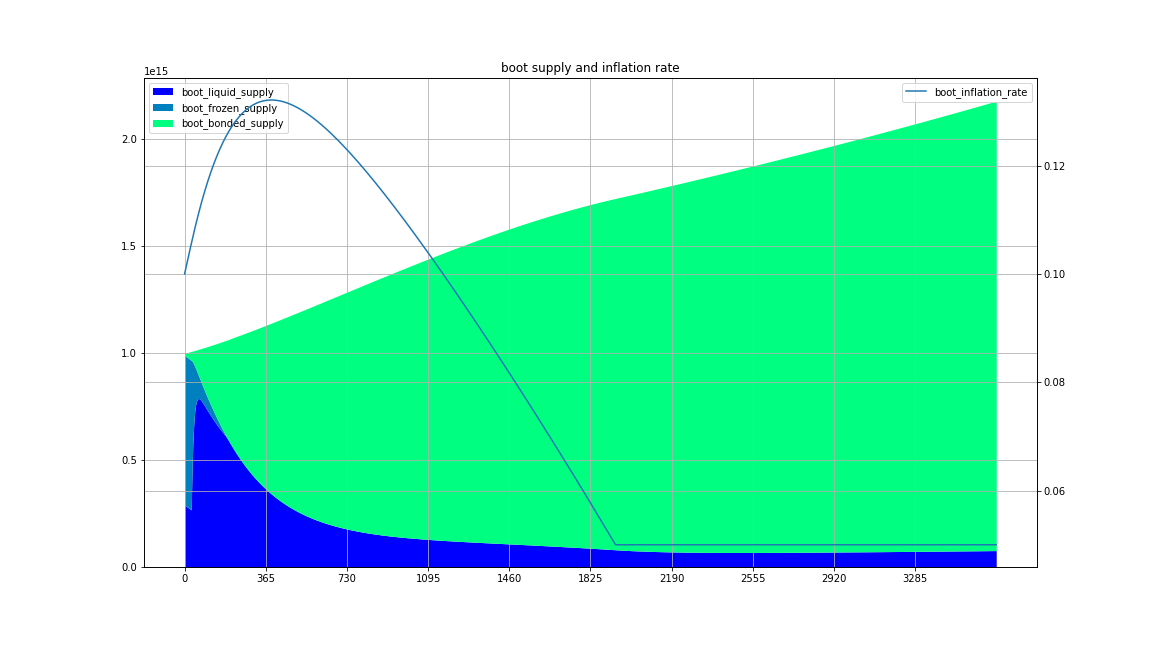 boot supply and inflation rate
1e15
boot_liquid_supply
boot_frozen_supply
boot_bonded_supply
boot_inflation_rate
2.0
1.5
1.0
0.5
0.0
0.12
0.10
0.08
0.06
0 365 730 1095 1460 1825 2190 2555 2920 3285